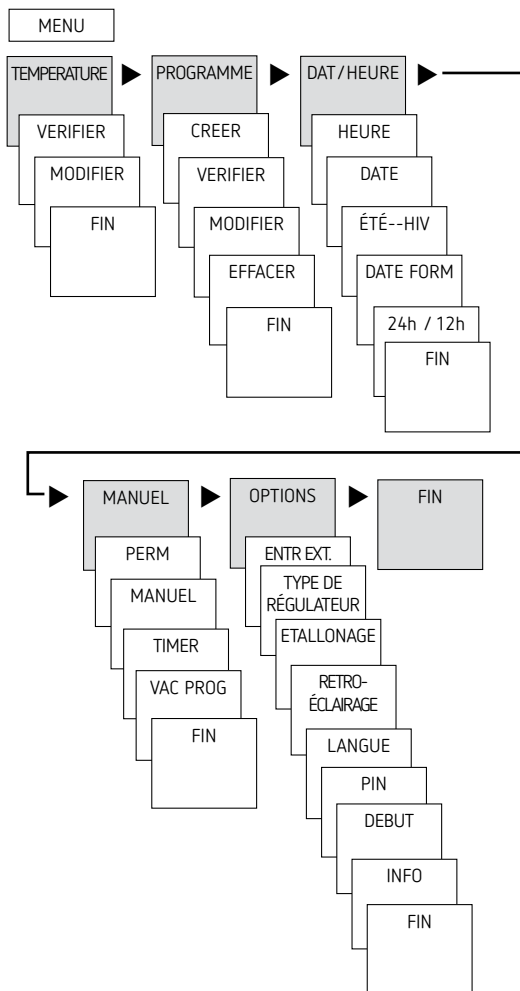 MENU
TEMPERATURE
VERIFIER
MODIFIER
FIN
PROGRAMME
CREER
VERIFIER
MODIFIER
EFFACER
FIN
DAT/HEURE
HEURE
DATE
ÉTÉ--HIV
DATE FORM
24h / 12h
FIN
MANUEL
PERM
MANUEL
TIMER
VAC PROG
FIN
OPTIONS
ENTR EXT.
TYPE DE
RÉGULATEUR
ETALLONAGE
RETRO-
ÉCLAIRAGE
LANGUE
PIN
DEBUT
INFO
FIN
FIN